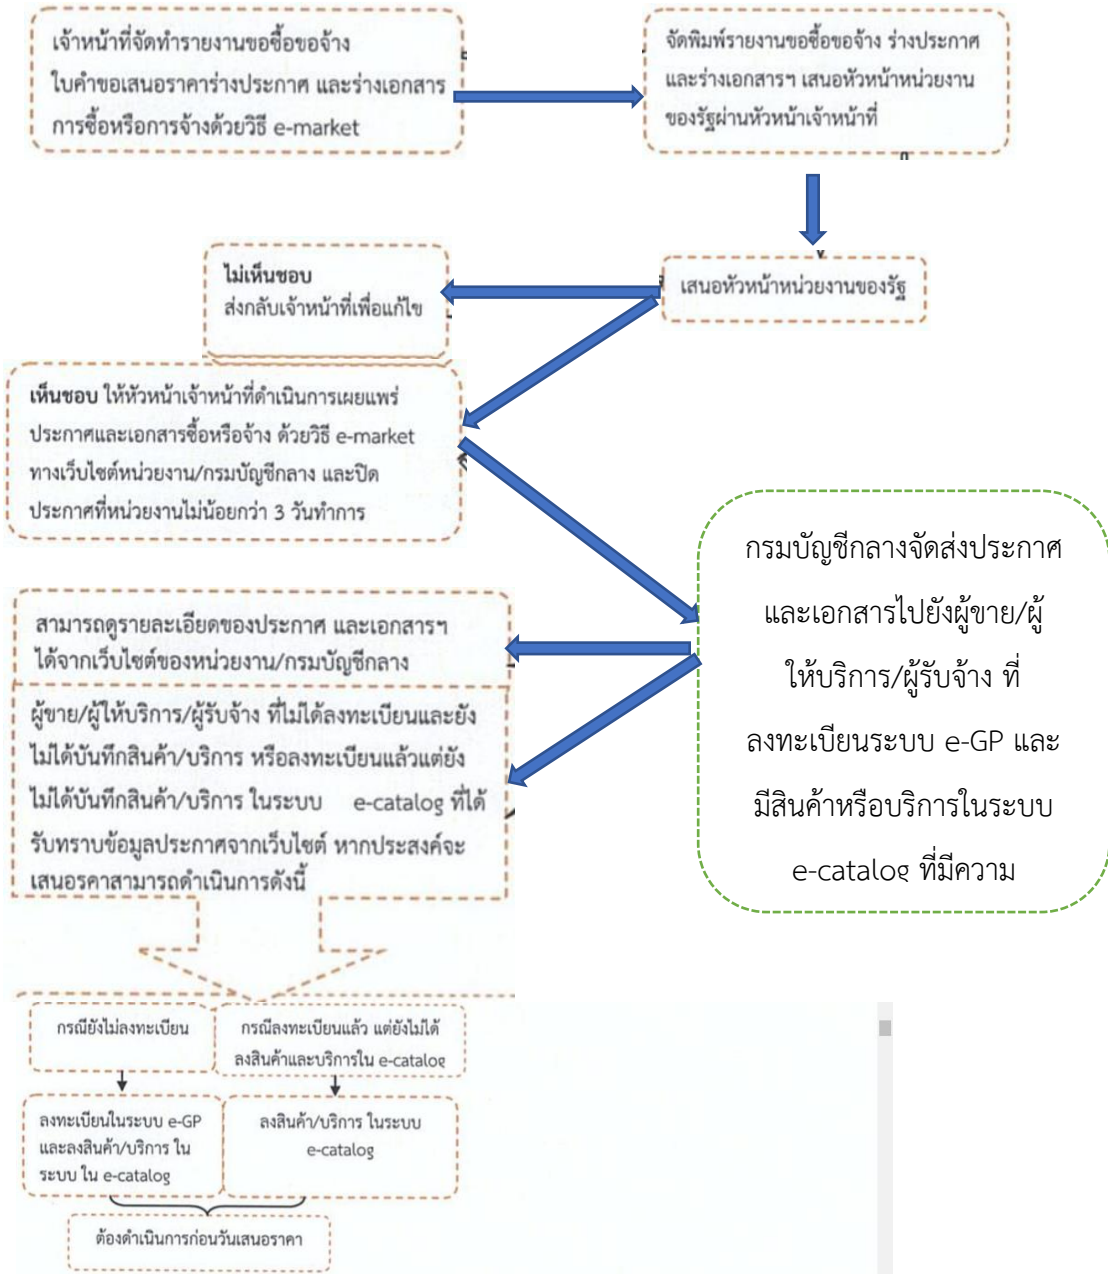 เจ้าหน้าที่จัดทำรายงานขอซื้อขอจ้าง
ใบคำขอเสนอราคาร่างประกาศ และร่างเอกสาร
การซื้อหรือการจ้างด้วยวิธี e-market
จัดพิมพ์รายงานขอซื้อขอจ้าง ร่างประกาศ
และร่างเอกสารฯ เสนอหัวหน้าหน่วยงาน
ของรัฐผ่านหัวหน้าเจ้าหน้าที่
เสนอหัวหน้าหน่วยงานของรัฐ
ไม่เห็นชอบ
ส่งกลับเจ้าหน้าที่เพื่อแก้ไข
เห็นชอบ ให้หัวหน้าเจ้าหน้าที่ดำเนินการเผยแพร่
ประกาศและเอกสารซื้อหรือจ้าง ด้วยวิธี e-market
ทางเว็บไซต์หน่วยงาน/กรมบัญชีกลาง และปิด
ประกาศที่หน่วยงานไม่น้อยกว่า 3 วันทำการ
กรมบัญชีกลางจัดส่งประกาศ
และเอกสารไปยังผู้ขาย/ผู้
ให้บริการ/ผู้รับจ้าง ที่
ลงทะเบียนระบบ e-GP และ
มีสินค้าหรือบริการในระบบ
e-catalog ที่มีความ
สามารถดูรายละเอียดของประกาศ และเอกสารฯ
ได้จากเว็บไซต์ของหน่วยงาน/กรมบัญชีกลาง
ผู้ขาย/ผู้ให้บริการ/ผู้รับจ้าง ที่ไม่ได้ลงทะเบียนและยัง
ไม่ได้บันทึกสินค้า/บริการ หรือลงทะเบียนแล้วแต่ยัง
ไม่ได้บันทึกสินค้า/บริการ ในระบบ e-catalog ที่ได้
รับทราบข้อมูลประกาศจากเว็บไซต์ หากประสงค์จะ
เสนอรคาสามารถดำเนินการดังนี้
กรณียังไม่ลงทะเบียน
กรณีลงทะเบียนแล้ว แต่ยังไม่ได้
ลงสินค้าและบริการใน e-catalog
ลงทะเบียนในระบบ e-GP
และลงสินค้า/บริการ ใน
ระบบ ใน e-catalog
ลงสินค้า/บริการ ในระบบ
e-catalog
ต้องดำเนินการก่อนวันเสนอราคา